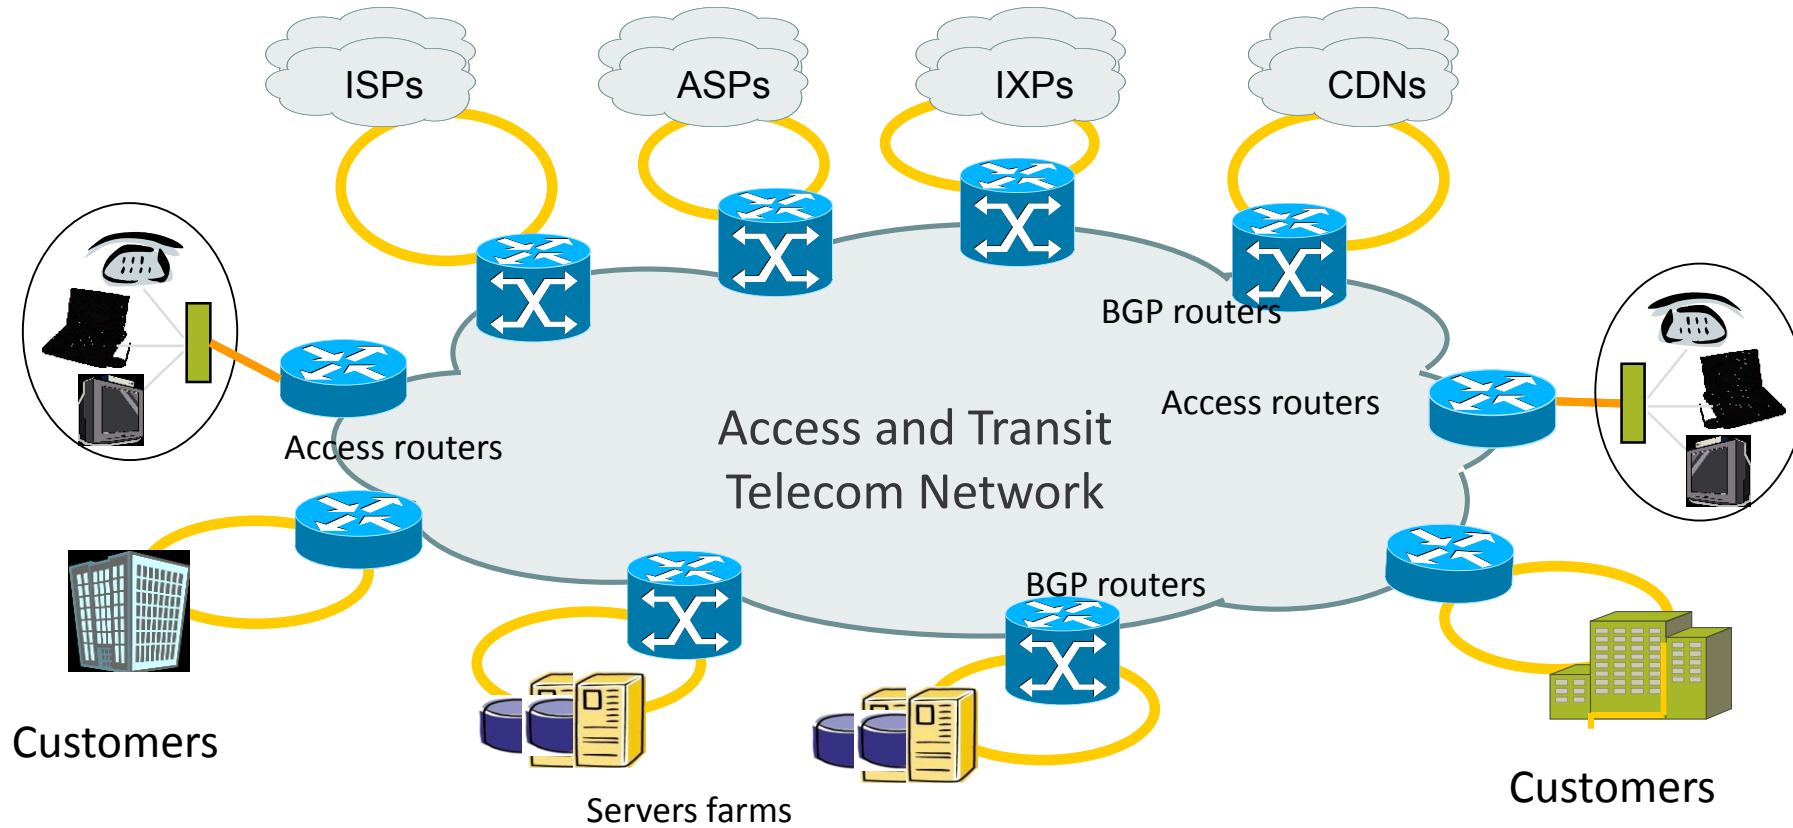 ISPs
ASPs
IXPs
CDNs
BGP routers
Access routers
Access and Transit
Telecom Network
Access routers
BGP routers
Customers
Customers
Servers farms